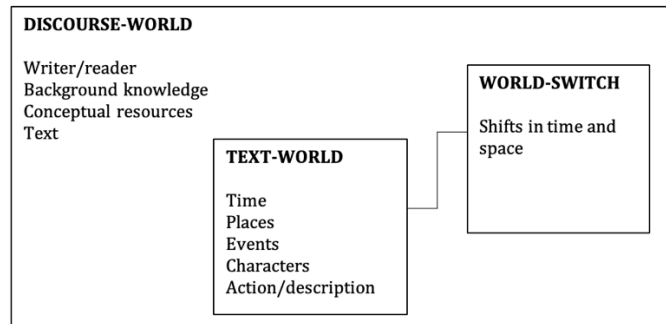 DISCOURSE-WORLD
Writer/reader
Background knowledge
Conceptual resources
Text
TEXT-WORLD
Time
Places
Events
Characters
Action/description
WORLD-SWITCH
Shifts in time and
space